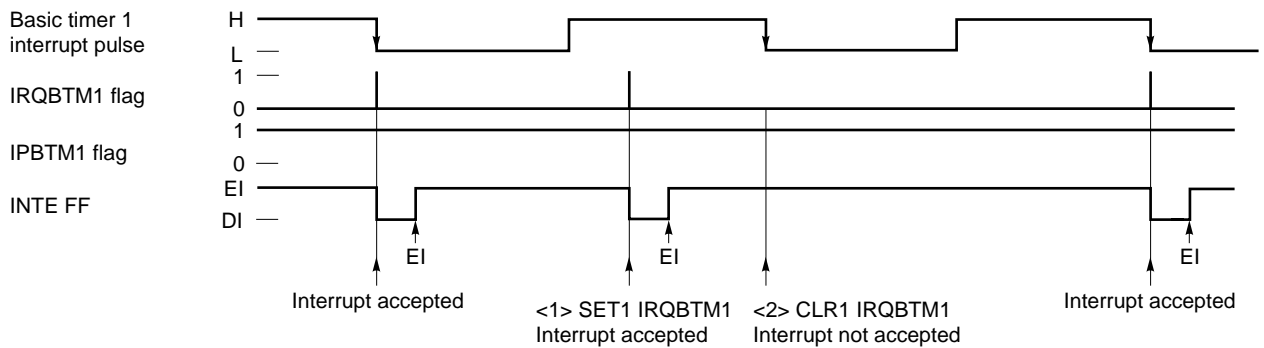 Basic timer 1
interrupt pulse
H
L
IRQBTM1 flag
1
0
IPBTM1 flag
1
0
INTE FF
EI
DI
EI
EI
EI
Interrupt accepted
<1> SET1 IRQBTM1
Interrupt accepted
<2> CLR1 IRQBTM1
Interrupt not accepted
Interrupt accepted